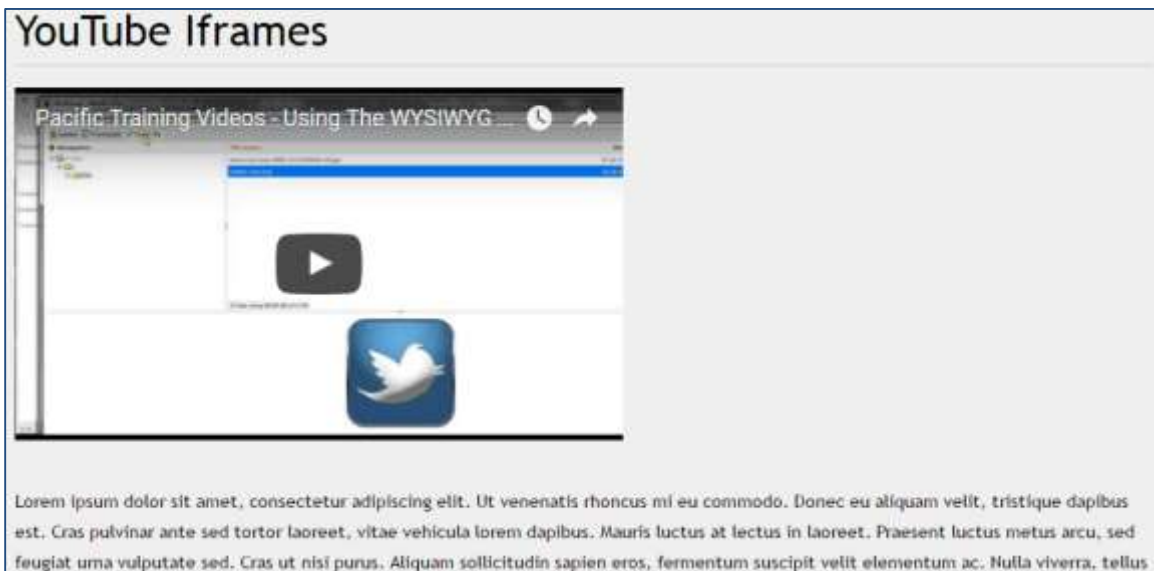 YouTube Iframes
Pacific Training Videos - Using The WYSIWYG ...
Lorem ipsum dolor sit amet, consectetur adipiscing elit. Ut venenatis rhoncus mi eu commodo. Donec eu aliquam velit, tristique dapibus
est. Cras pulvinar ante sed tortor laoreet, vitae vehicula lorem dapibus. Mauris luctus at lectus in laoreet. Praesent luctus metus arcu, sed
feugiat urna vulputate sed. Cras ut nisi purus. Aliquam sollicitudin sapien eros, fermentum suscipit velit elementum ac. Nulla viverra, tellus